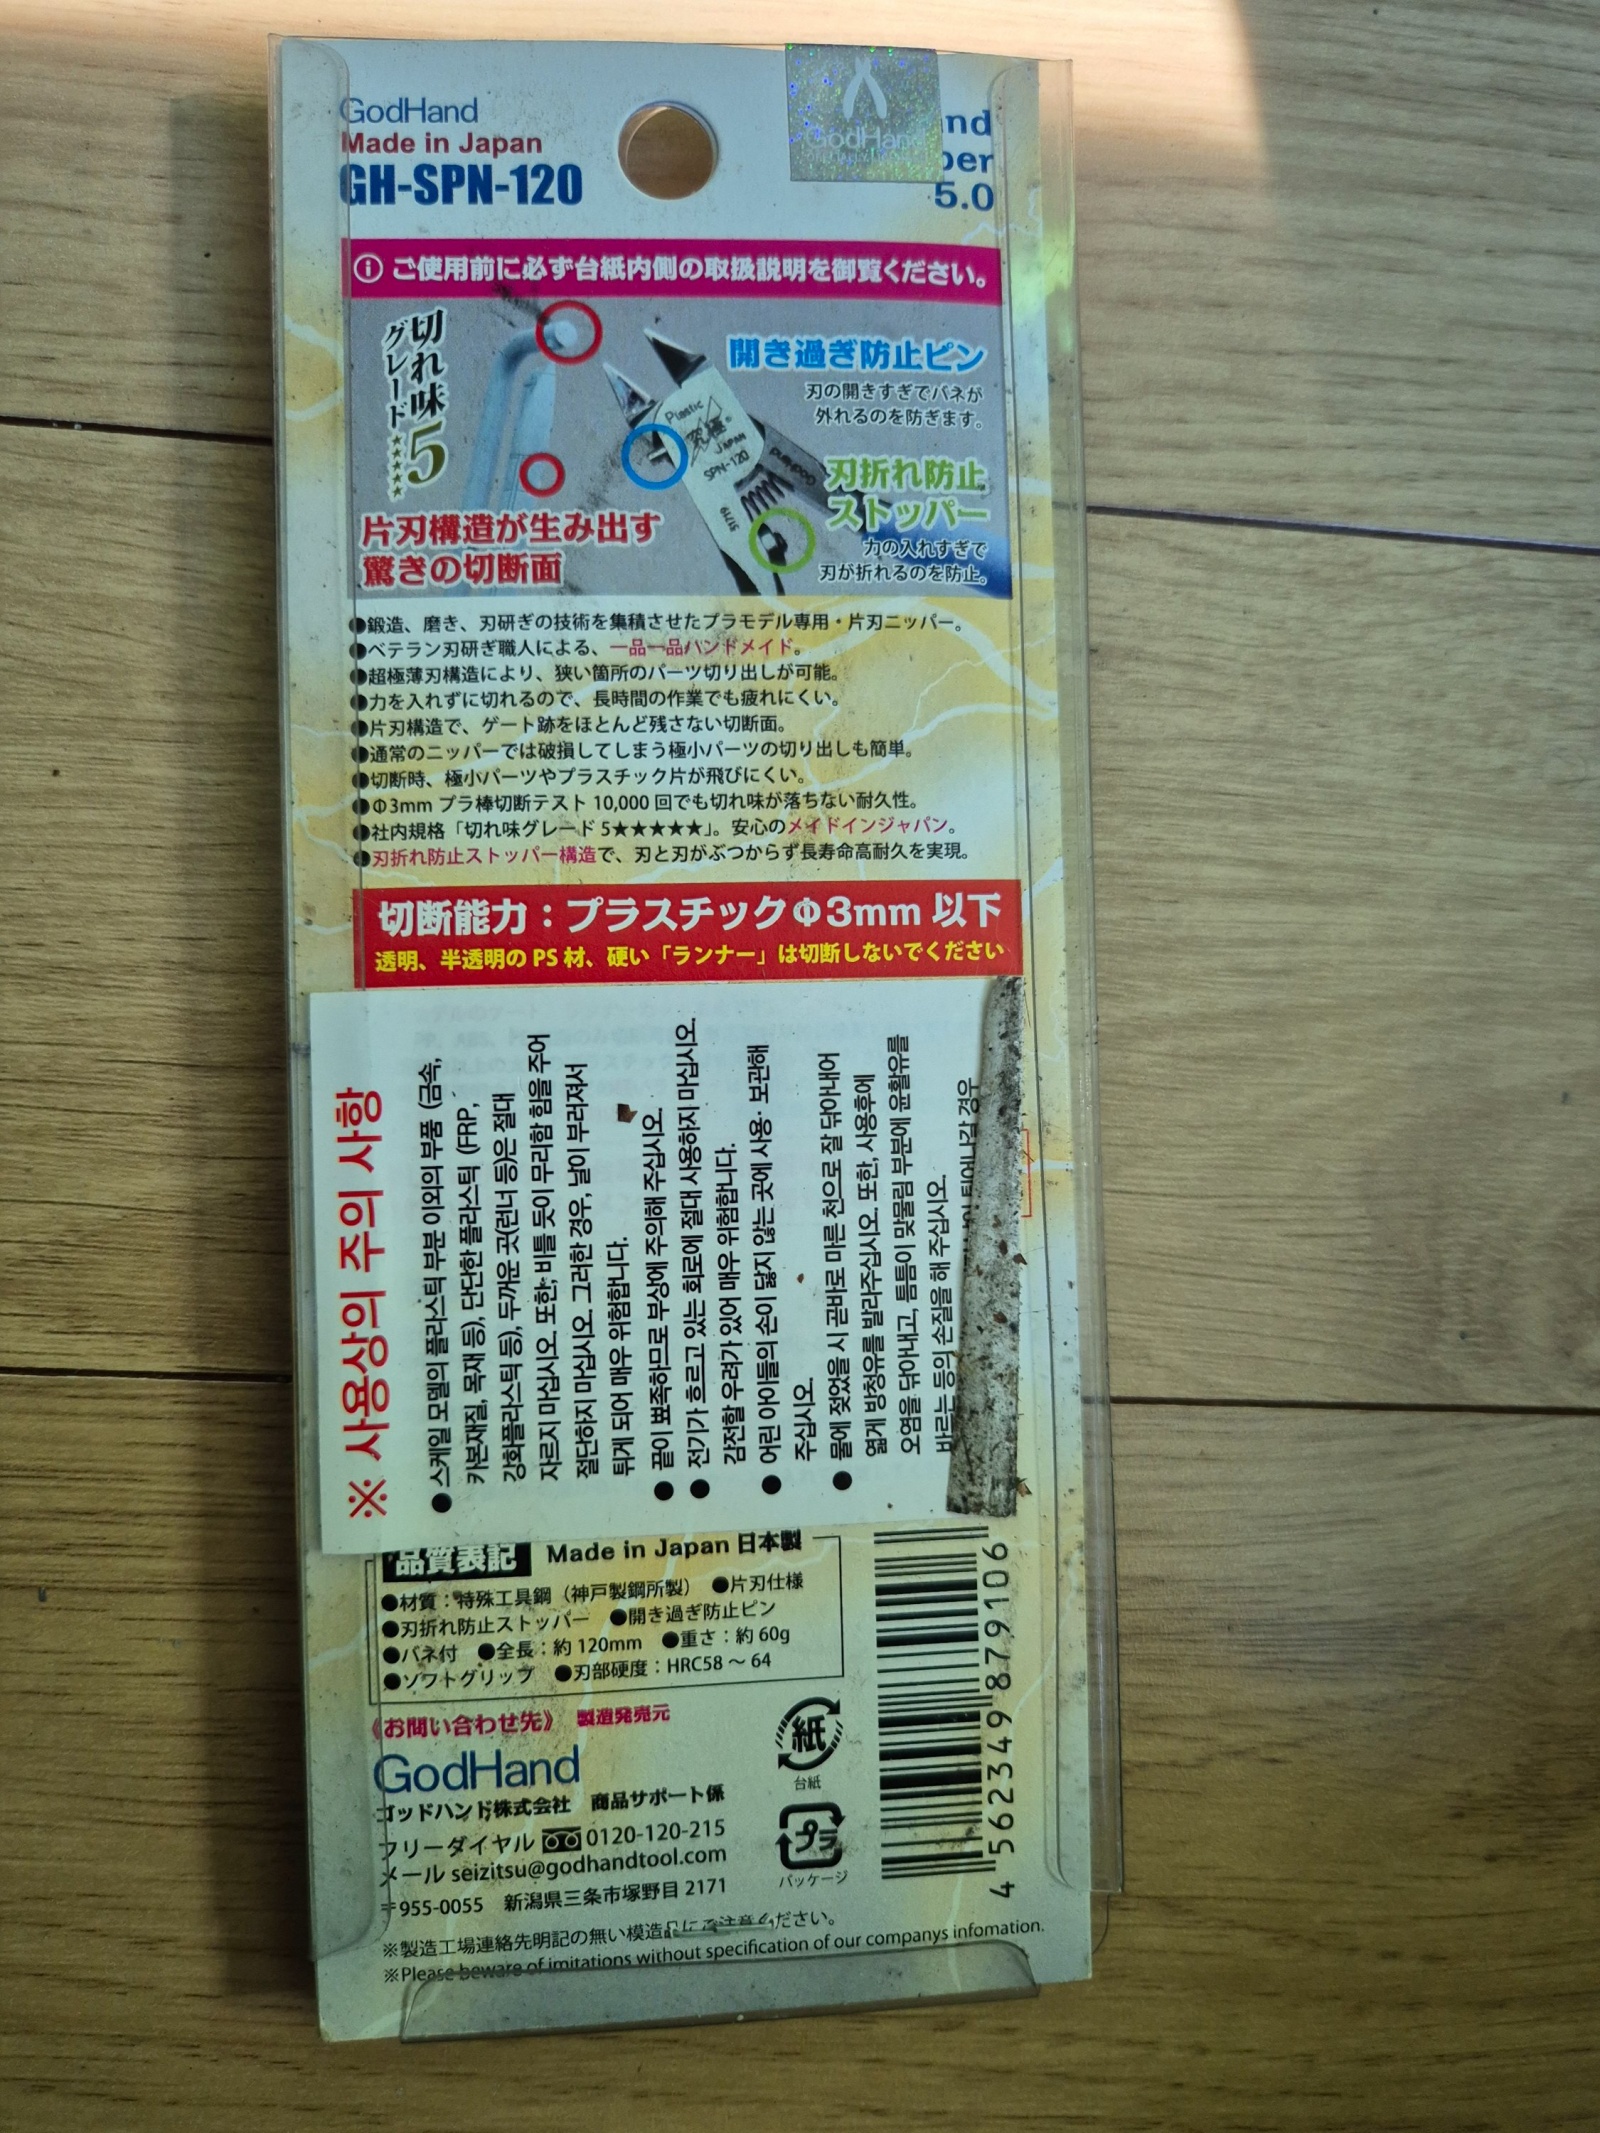 GodHand
Made in Japan
GH-SPN-120
GodHand
nd
per
5.0
ⓘ ご使用前に必ず台紙内側の取扱説明を御覧ください。
切れ味
グレード
★★★★★
5
開き過ぎ防止ピン
刃の開きすぎでバネが
外れるのを防ぎます。
Plastic
究極®
JAPAN
SPN-120
刃折れ防止
ストッパー
力の入れすぎで
刃が折れるのを防止。
片刃構造が生み出す
驚きの切断面
●鍛造、磨き、刃研ぎの技術を集積させたプラモデル専用・片刃ニッパー。
●ベテラン刃研ぎ職人による、一品一品ハンドメイド。
●超極薄刃構造により、狭い箇所のパーツ切り出しが可能。
●力を入れずに切れるので、長時間の作業でも疲れにくい。
●片刃構造で、ゲート跡をほとんど残さない切断面。
●通常のニッパーでは破損してしまう極小パーツの切り出しも簡単。
●切断時、極小パーツやプラスチック片が飛びにくい。
●Φ3mm プラ棒切断テスト 10,000 回でも切れ味が落ちない耐久性。
●社内規格「切れ味グレード 5★★★★★」。安心のメイドインジャパン。
●刃折れ防止ストッパー構造で、刃と刃がぶつからず長寿命高耐久を実現。
切断能力：プラスチックΦ3mm 以下
透明、半透明の PS 材、硬い「ランナー」は切断しないでください
※ 사용상의 주의 사항
● 스케일 모델의 플라스틱 부분 이외의 부품 (금속,
카본재질, 목재 등), 단단한 플라스틱 (FRP,
강화플라스틱 등), 두꺼운 곳(런너 등)은 절대
자르지 마십시오. 또한, 비틀 듯이 무리함 힘을 주어
절단하지 마십시오. 그러한 경우, 날이 부러져서
튀게 되어 매우 위험합니다.
● 끝이 뾰족하므로 부상에 주의해 주십시오.
● 전기가 흐르고 있는 회로에 절대 사용하지 마십시오.
감전할 우려가 있어 매우 위험합니다.
● 어린 아이들의 손이 닿지 않는 곳에 사용· 보관해
주십시오.
● 물에 젖었을 시 곧바로 마른 천으로 잘 닦아내어
엷게 방청유를 발라주십시오. 또한, 사용후에
오염을 닦아내고, 틈틈이 맞물림 부분에 윤활유를
바르는 등의 손질을 해 주십시오.
튀어나갈 경우
品質表記 Made in Japan 日本製
●材質：特殊工具鋼（神戸製鋼所製） ●片刃仕様
●刃折れ防止ストッパー ●開き過ぎ防止ピン
●バネ付 ●全長：約 120mm ●重さ：約 60g
●ソフトグリップ ●刃部硬度：HRC58 ～ 64
《お問い合わせ先》 製造発売元
GodHand
ゴッドハンド株式会社 商品サポート係
フリーダイヤル 0120-120-215
メール seizitsu@godhandtool.com
〒955-0055 新潟県三条市塚野目 2171
※製造工場連絡先明記の無い模造品にご注意ください。
※Please beware of imitations without specification of our companys infomation.
紙
台紙
プラ
パッケージ
4 562349 879106